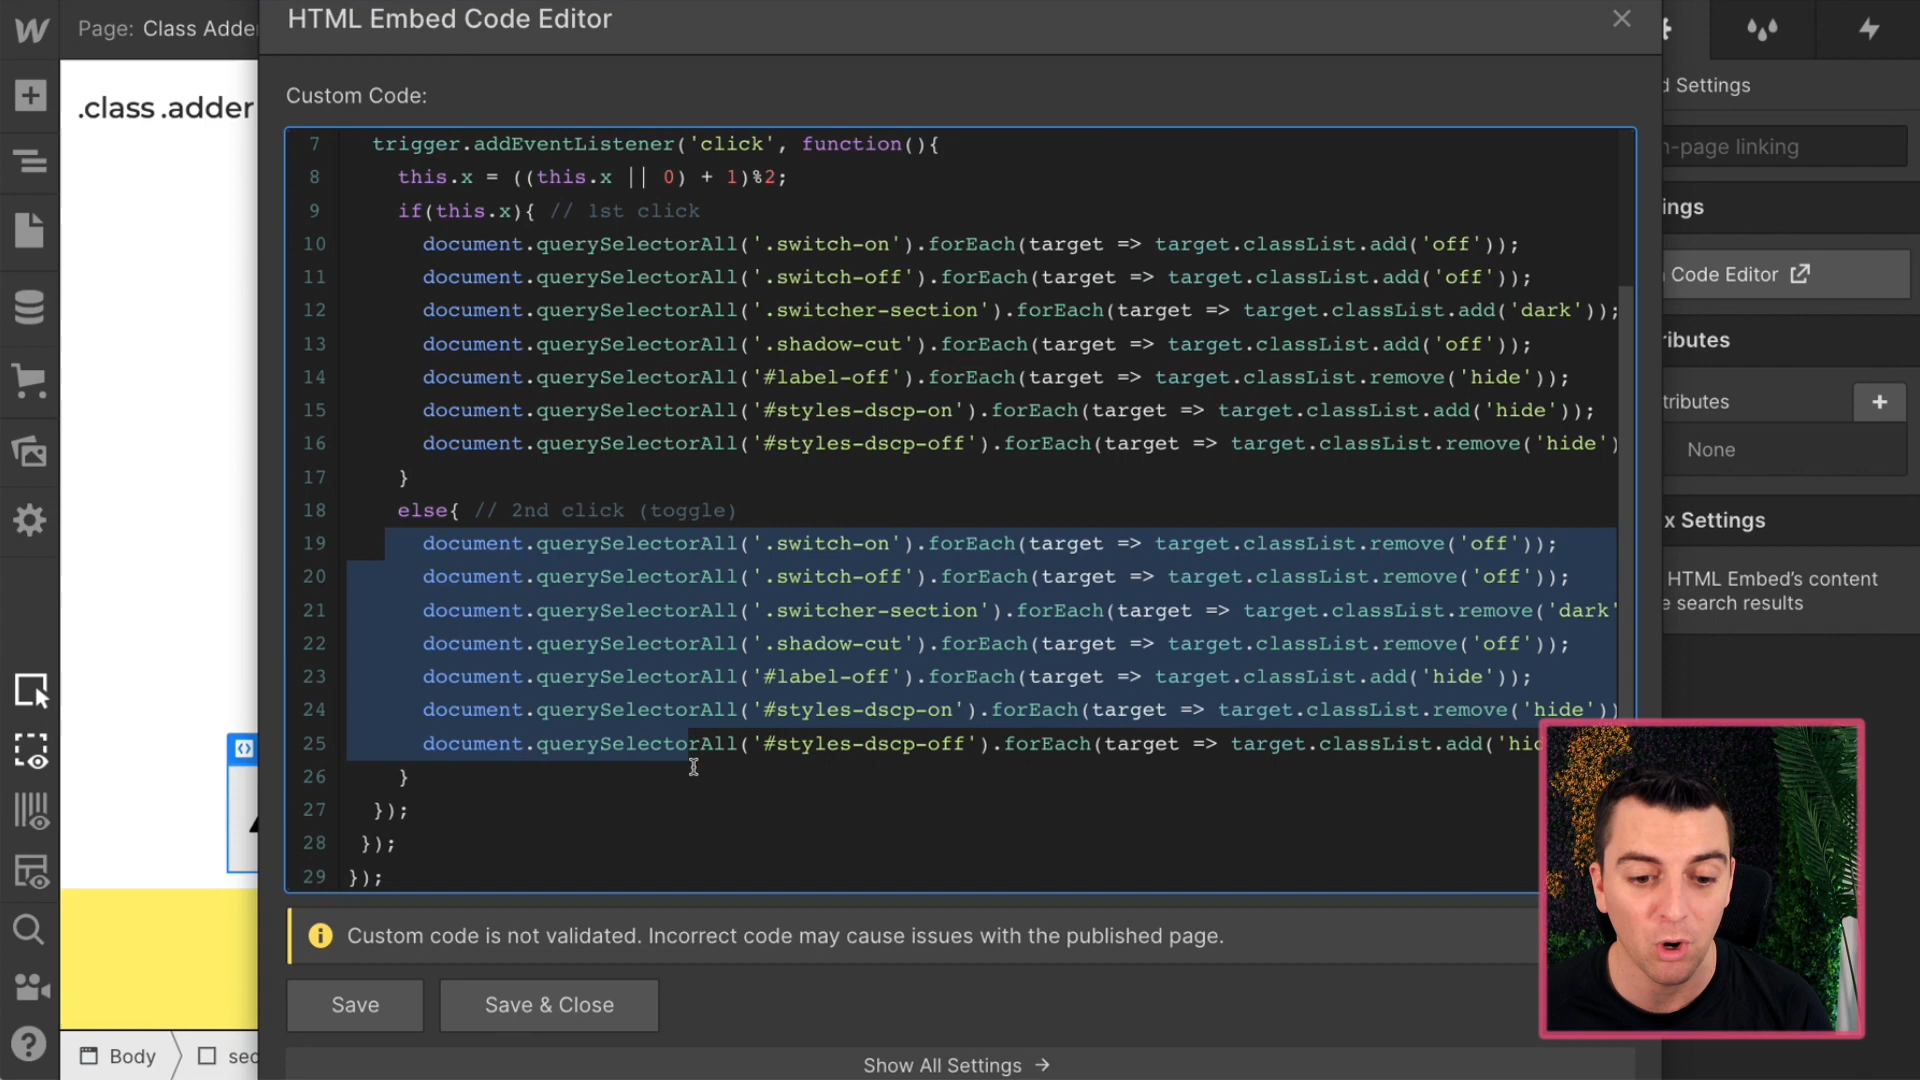 HTML Embed Code Editor
Page: Class Adde
.class .adder
Custom Code:
7 trigger.addEventListener('click', function(){
8 this.x = ((this.x || 0) + 1)%2;
9 if(this.x){ // 1st click
10 document.querySelectorAll('.switch-on').forEach(target => target.classList.add('off'));
11 document.querySelectorAll('.switch-off').forEach(target => target.classList.add('off'));
12 document.querySelectorAll('.switcher-section').forEach(target => target.classList.add('dark'));
13 document.querySelectorAll('.shadow-cut').forEach(target => target.classList.add('off'));
14 document.querySelectorAll('#label-off').forEach(target => target.classList.remove('hide'));
15 document.querySelectorAll('#styles-dscp-on').forEach(target => target.classList.add('hide'));
16 document.querySelectorAll('#styles-dscp-off').forEach(target => target.classList.remove('hide')
17 }
18 else{ // 2nd click (toggle)
19 document.querySelectorAll('.switch-on').forEach(target => target.classList.remove('off'));
20 document.querySelectorAll('.switch-off').forEach(target => target.classList.remove('off'));
21 document.querySelectorAll('.switcher-section').forEach(target => target.classList.remove('dark'
22 document.querySelectorAll('.shadow-cut').forEach(target => target.classList.remove('off'));
23 document.querySelectorAll('#label-off').forEach(target => target.classList.add('hide'));
24 document.querySelectorAll('#styles-dscp-on').forEach(target => target.classList.remove('hide'))
25 document.querySelectorAll('#styles-dscp-off').forEach(target => target.classList.add('hid
26 }
27 });
28 });
29 });
Custom code is not validated. Incorrect code may cause issues with the published page.
Save
Save & Close
Show All Settings →
Body
sec
d Settings
n-page linking
ings
Code Editor
ributes
tributes
+
None
x Settings
HTML Embed's content
e search results